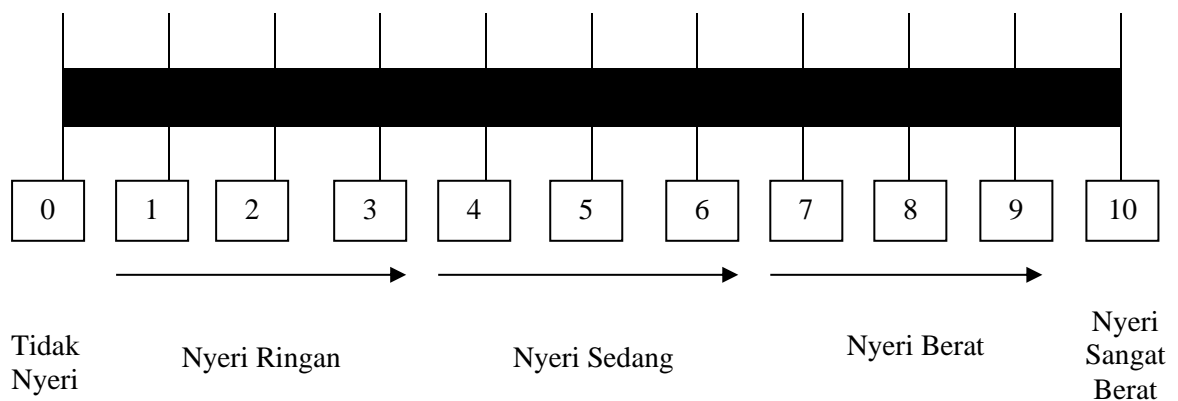 0 1 2 3 4 5 6 7 8 9 10
Tidak
Nyeri
Nyeri Ringan
Nyeri Sedang
Nyeri Berat
Nyeri
Sangat
Berat